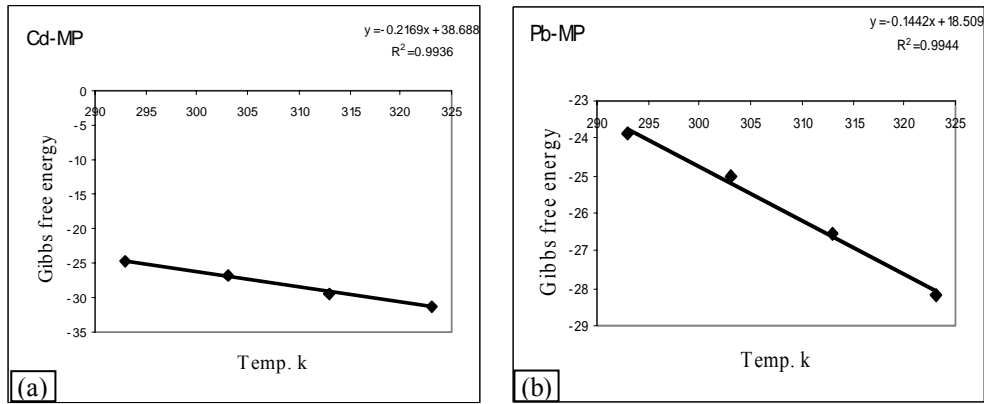 Cd-MP
y=-0.2169x+38.688
R²=0.9936
0
290 295 300 305 310 315 320 325
-5
-10
-15
-20
-25
-30
-35
Gibbs free energy
Temp. k
(a)
Pb-MP
y=-0.1442x+18.509
R²=0.9944
-23
290 295 300 305 310 315 320 325
-24
-25
-26
-27
-28
-29
Gibbs free energy
Temp. k
(b)